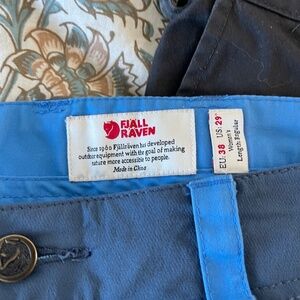 FJÄLL
RÄVEN
Since 1960 Fjällräven has developed
outdoor equipment with the goal of making
nature more accessible to people.
Made in China
EU: 38 US: 29"
Women's
Length: Regular